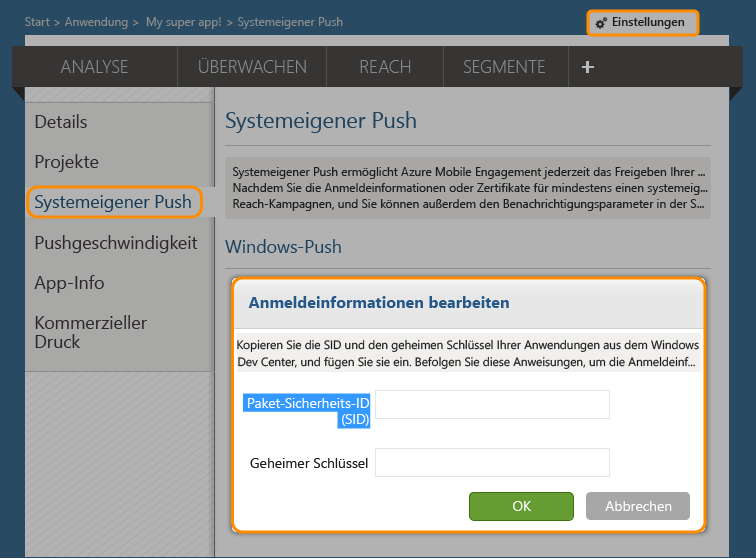 Start > Anwendung > My super app! > Systemeigener Push
Einstellungen
ANALYSE ÜBERWACHEN REACH SEGMENTE +
Details
Projekte
Systemeigener Push
Pushgeschwindigkeit
App-Info
Kommerzieller
Druck
Systemeigener Push
Systemeigener Push ermöglicht Azure Mobile Engagement jederzeit das Freigeben Ihrer ...
Nachdem Sie die Anmeldeinformationen oder Zertifikate für mindestens einen systemeig...
Reach-Kampagnen, und Sie können außerdem den Benachrichtigungsparameter in der S...
Windows-Push
Anmeldeinformationen bearbeiten
Kopieren Sie die SID und den geheimen Schlüssel Ihrer Anwendungen aus dem Windows
Dev Center, und fügen Sie sie ein. Befolgen Sie diese Anweisungen, um die Anmeldeinf...
Paket-Sicherheits-ID
(SID)
Geheimer Schlüssel
OK Abbrechen